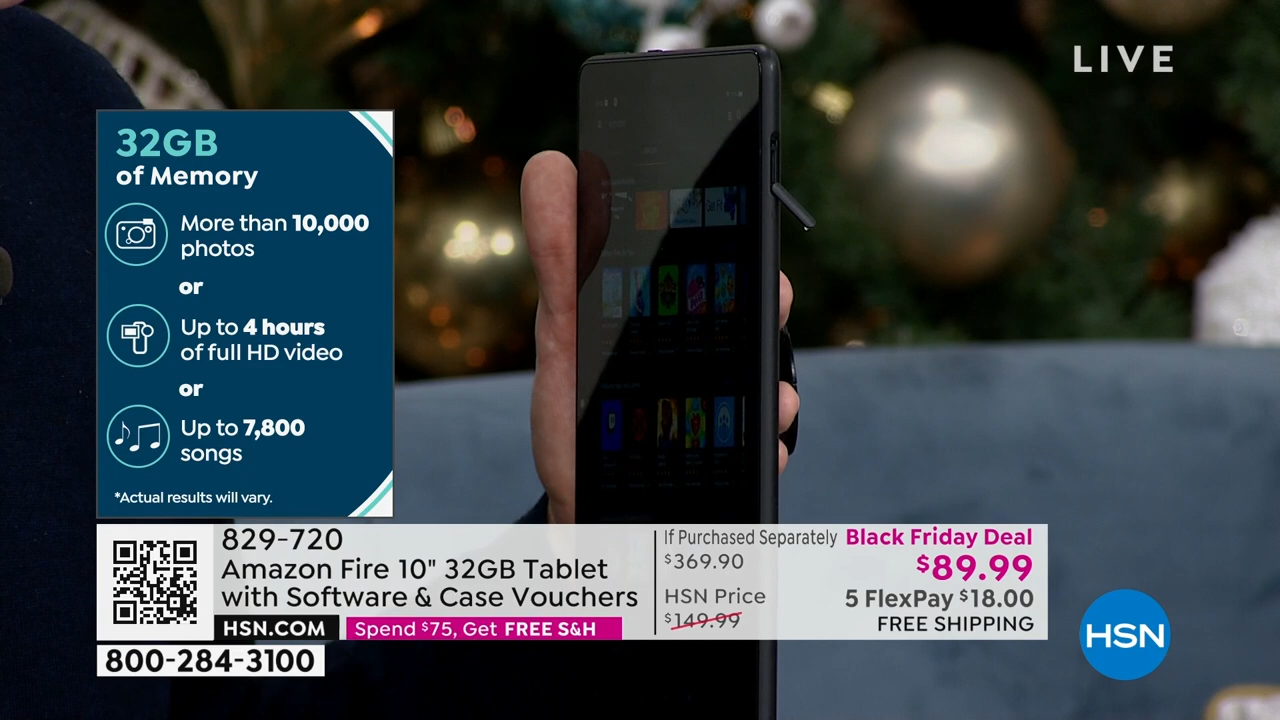 LIVE
32GB
of Memory
More than 10,000
photos
or
Up to 4 hours
of full HD video
or
Up to 7,800
songs
*Actual results will vary.
829-720
Amazon Fire 10" 32GB Tablet
with Software & Case Vouchers
HSN.COM
Spend $75, Get FREE S&H
800-284-3100
If Purchased Separately
$369.90
HSN Price
$149.99
Black Friday Deal
$89.99
5 FlexPay $18.00
FREE SHIPPING
HSN